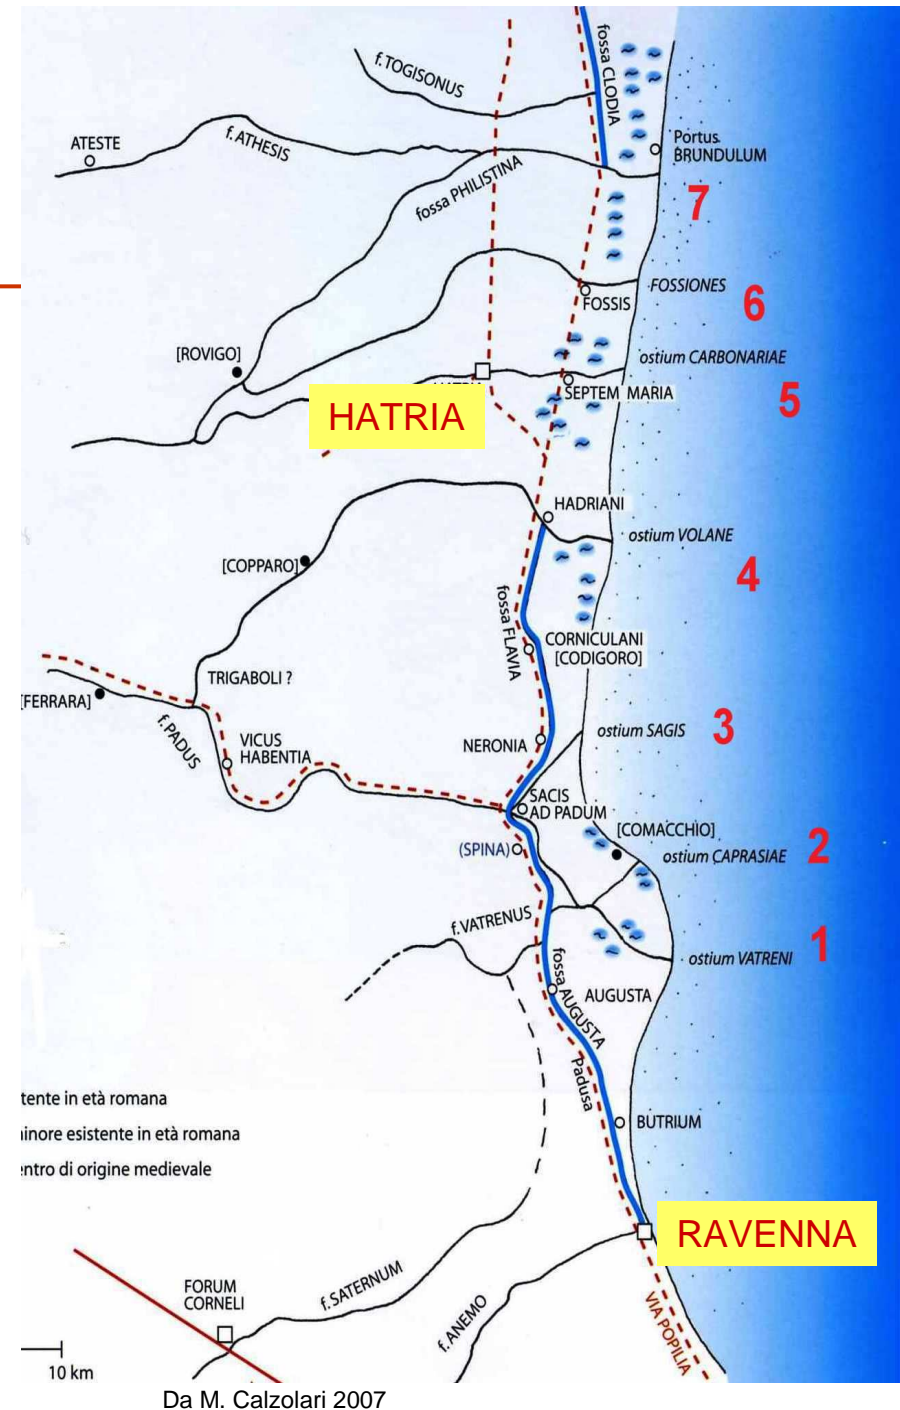 f. TOGISONUS
fossa CLODIA
ATESTE
f. ATHESIS
Portus
BRUNDULUM
fossa PHILISTINA
7
FOSSIONES
FOSSIS
6
[ROVIGO]
ostium CARBONARIAE
SEPTEM MARIA
5
HATRIA
HADRIANI
ostium VOLANE
[COPPARO]
4
fossa FLAVIA
CORNICULANI
[CODIGORO]
TRIGABOLI ?
[FERRARA]
f. PADUS
VICUS
HABENTIA
NERONIA
ostium SAGIS
3
SACIS
AD PADUM
[COMACCHIO]
(SPINA)
ostium CAPRASIAE
2
f. VATRENUS
1
ostium VATRENI
fossa AUGUSTA
AUGUSTA
Padusa
tente in età romana
inore esistente in età romana
entro di origine medievale
BUTRIUM
RAVENNA
FORUM
CORNELI
f. SATERNUM
f. ANEMO
VIA POPILIA
10 km
Da M. Calzolari 2007